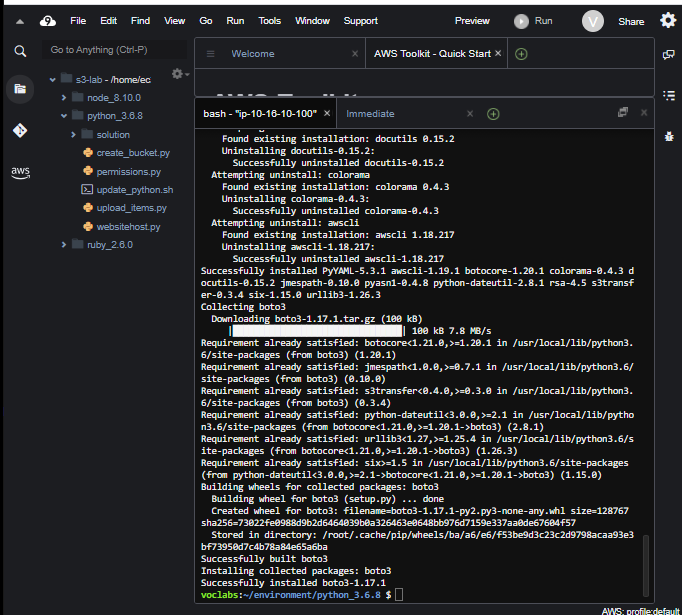 File Edit Find View Go Run Tools Window Support Preview Run V Share
Go to Anything (Ctrl-P)
Welcome
AWS Toolkit - Quick Start
s3-lab - /home/ec
node_8.10.0
python_3.6.8
solution
create_bucket.py
permissions.py
update_python.sh
upload_items.py
websitehost.py
ruby_2.6.0
aws
bash - "ip-10-16-10-100"
Immediate
Found existing installation: docutils 0.15.2
Uninstalling docutils-0.15.2:
Successfully uninstalled docutils-0.15.2
Attempting uninstall: colorama
Found existing installation: colorama 0.4.3
Uninstalling colorama-0.4.3:
Successfully uninstalled colorama-0.4.3
Attempting uninstall: awscli
Found existing installation: awscli 1.18.217
Uninstalling awscli-1.18.217:
Successfully uninstalled awscli-1.18.217
Successfully installed PyYAML-5.3.1 awscli-1.19.1 botocore-1.20.1 colorama-0.4.3 d
ocutils-0.15.2 jmespath-0.10.0 pyasn1-0.4.8 python-dateutil-2.8.1 rsa-4.5 s3transf
er-0.3.4 six-1.15.0 urllib3-1.26.3
Collecting boto3
Downloading boto3-1.17.1.tar.gz (100 kB)
|████████████████████████████████| 100 kB 7.8 MB/s
Requirement already satisfied: botocore<1.21.0,>=1.20.1 in /usr/local/lib/python3.
6/site-packages (from boto3) (1.20.1)
Requirement already satisfied: jmespath<1.0.0,>=0.7.1 in /usr/local/lib/python3.6/
site-packages (from boto3) (0.10.0)
Requirement already satisfied: s3transfer<0.4.0,>=0.3.0 in /usr/local/lib/python3.
6/site-packages (from boto3) (0.3.4)
Requirement already satisfied: python-dateutil<3.0.0,>=2.1 in /usr/local/lib/pytho
n3.6/site-packages (from botocore<1.21.0,>=1.20.1->boto3) (2.8.1)
Requirement already satisfied: urllib3<1.27,>=1.25.4 in /usr/local/lib/python3.6/s
ite-packages (from botocore<1.21.0,>=1.20.1->boto3) (1.26.3)
Requirement already satisfied: six>=1.5 in /usr/local/lib/python3.6/site-packages
(from python-dateutil<3.0.0,>=2.1->botocore<1.21.0,>=1.20.1->boto3) (1.15.0)
Building wheels for collected packages: boto3
Building wheel for boto3 (setup.py) ... done
Created wheel for boto3: filename=boto3-1.17.1-py2.py3-none-any.whl size=128767
sha256=73022fe0988d9b2d6464039b0a326463e0648bb976d7159e337aa0de67604f57
Stored in directory: /root/.cache/pip/wheels/ba/a6/e6/f53be9d3c23c2d9798acaa93e3
bf73950d7c4b78a84e65a6ba
Successfully built boto3
Installing collected packages: boto3
Successfully installed boto3-1.17.1
voclabs:~/environment/python_3.6.8 $
AWS: profile:default